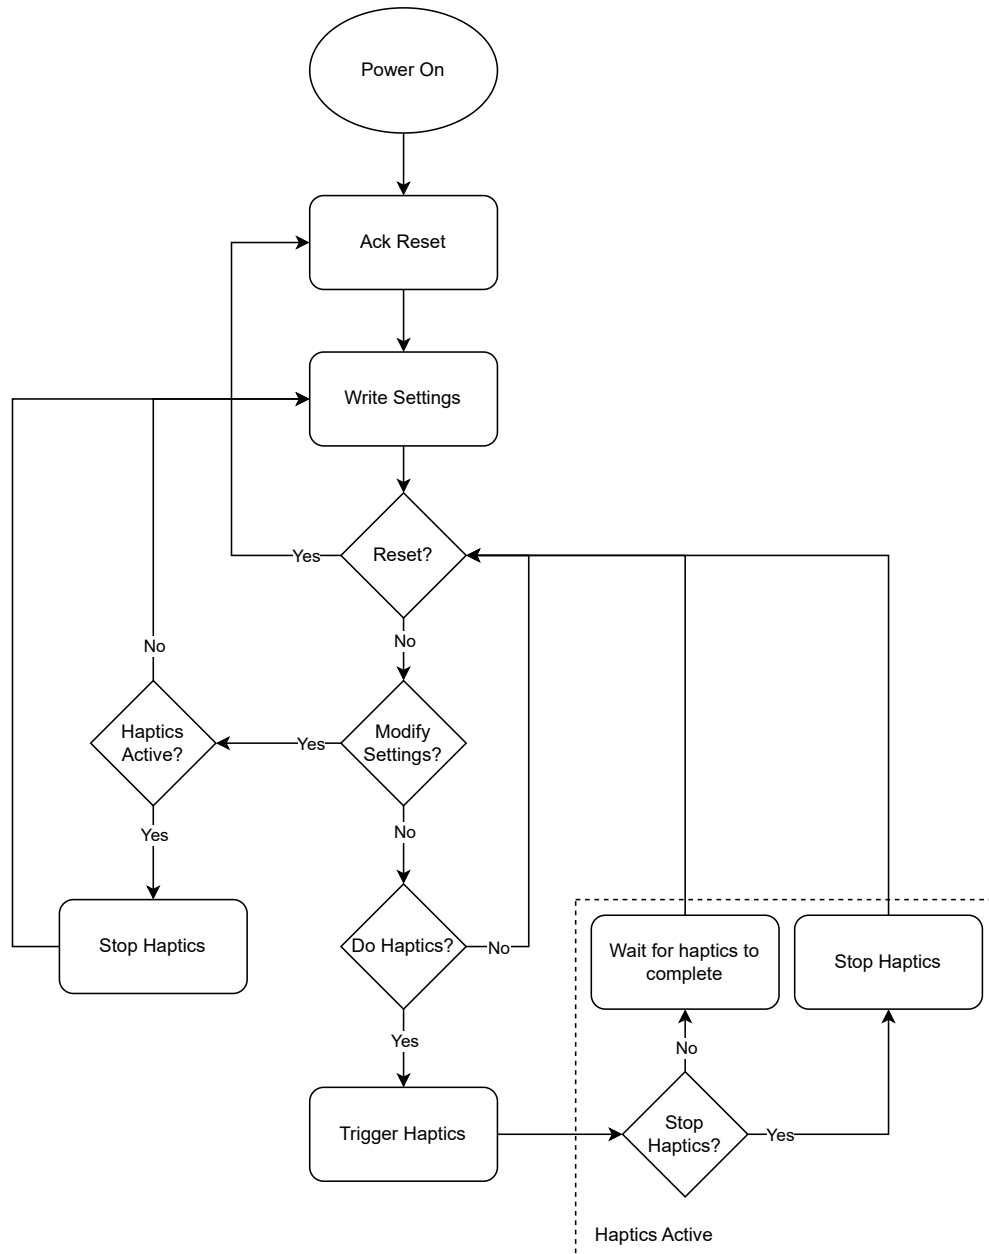 Power On
Ack Reset
Write Settings
Reset?
Yes
No
No
Haptics
Active?
Yes
Modify
Settings?
Yes
No
Stop Haptics
Do Haptics?
No
Wait for haptics to
complete
Stop Haptics
Yes
No
Trigger Haptics
Stop
Haptics?
Yes
Haptics Active